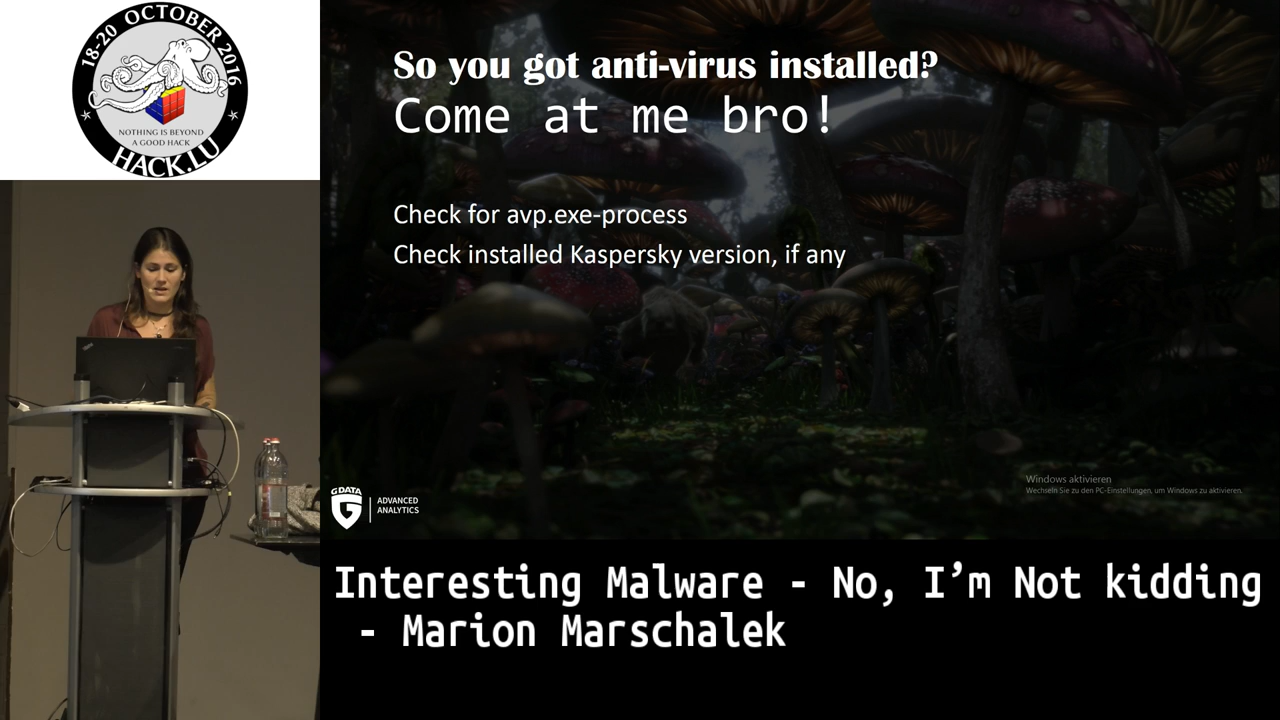 18-20 OCTOBER 2016
NOTHING IS BEYOND
A GOOD HACK
HACK.LU
So you got anti-virus installed?
Come at me bro!
Check for avp.exe-process
Check installed Kaspersky version, if any
Windows aktivieren
Wechseln Sie zu den PC-Einstellungen, um Windows zu aktivieren.
G DATA
ADVANCED
ANALYTICS
Interesting Malware - No, I’m Not kidding
- Marion Marschalek